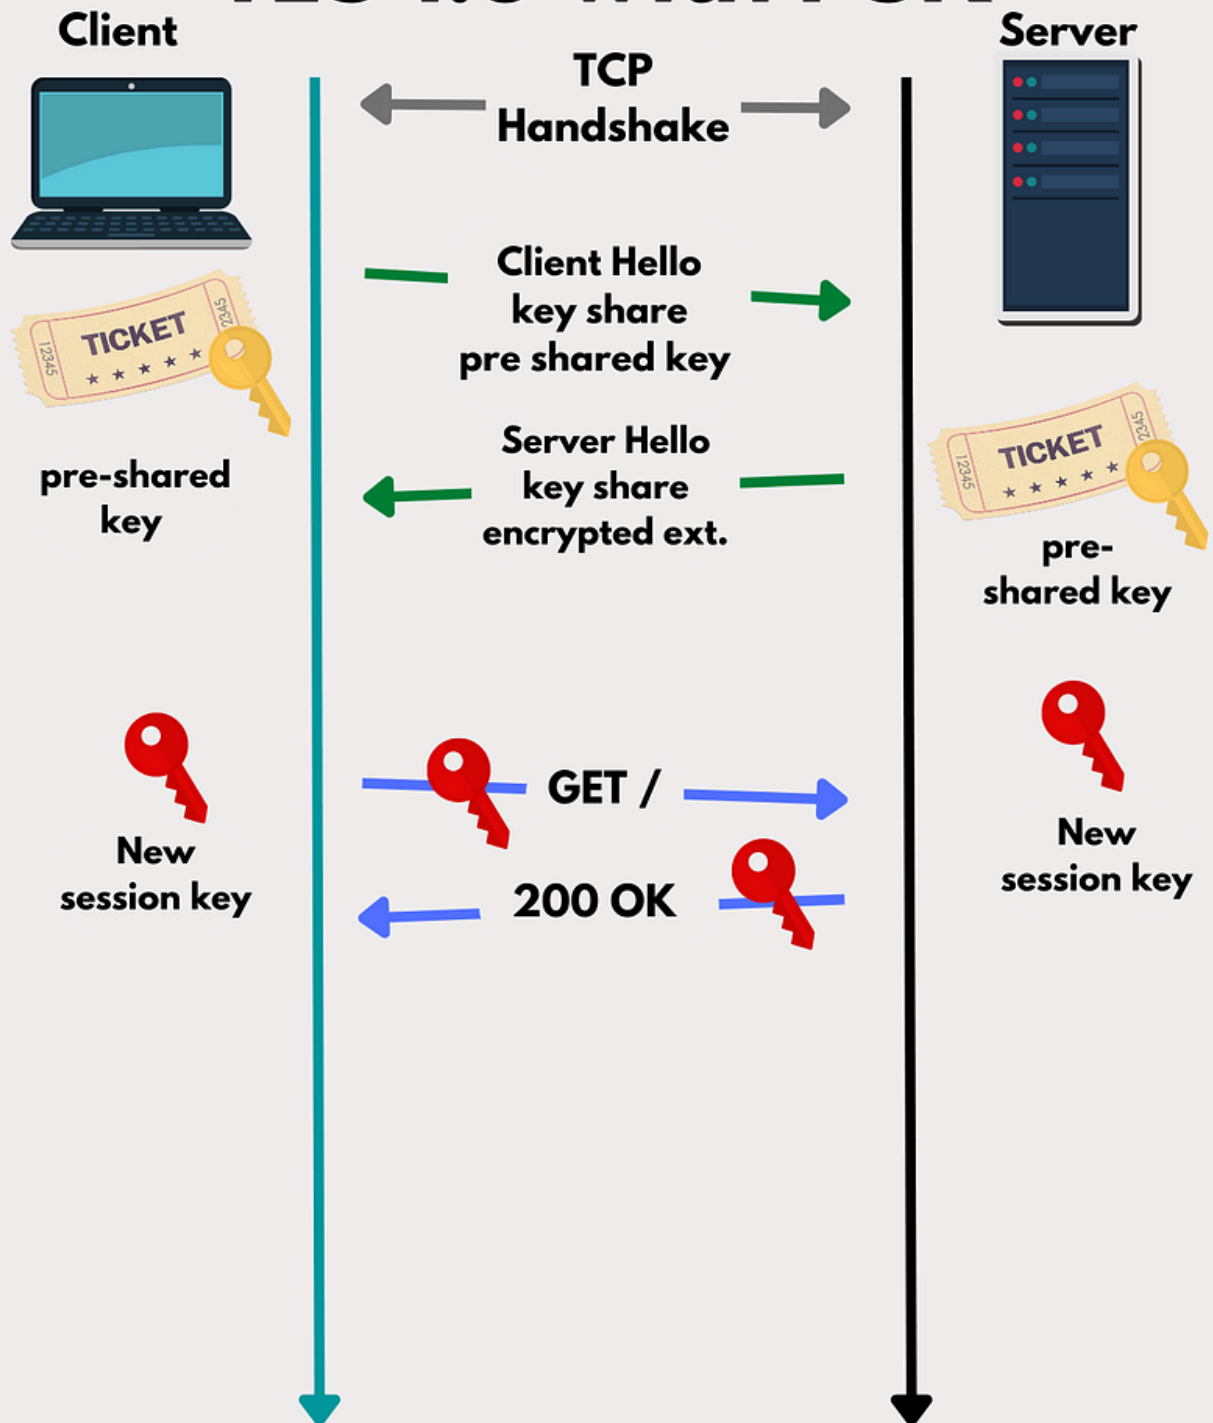 Client
Server
TCP
Handshake
Client Hello
key share
pre shared key
TICKET
12345
2345
pre-shared
key
Server Hello
key share
encrypted ext.
TICKET
12345
2345
pre-
shared key
GET /
New
session key
New
session key
200 OK